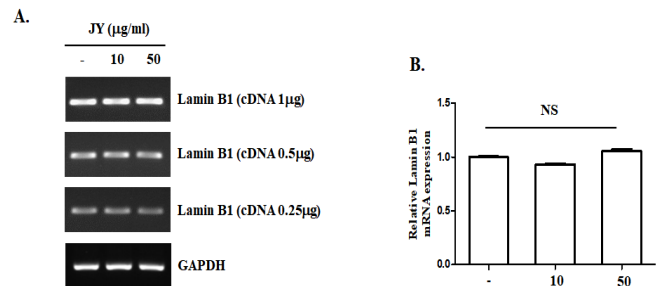 A.
JY (μg/ml)
- 10 50
Lamin B1 (cDNA 1μg)
Lamin B1 (cDNA 0.5μg)
Lamin B1 (cDNA 0.25μg)
GAPDH
B.
Relative Lamin B1
mRNA expression
1.5
1.0
0.5
0.0
NS
- 10 50